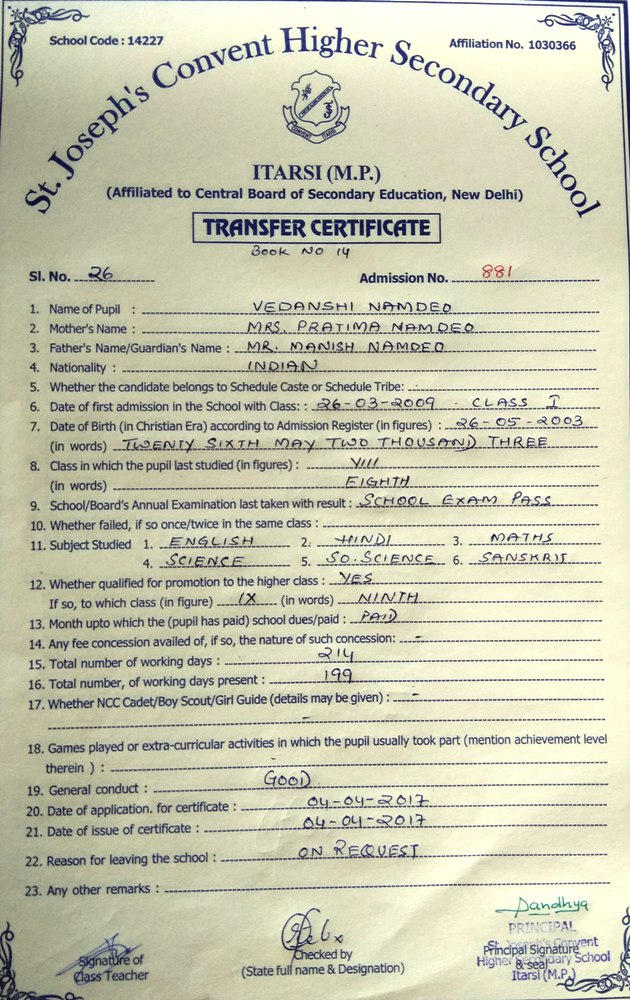 School Code : 14227
Affiliation No. 1030366
St. Joseph's Convent Higher Secondary School
ITARSI (M.P.)
(Affiliated to Central Board of Secondary Education, New Delhi)
TRANSFER CERTIFICATE
BOOK NO 14
Sl. No. 26 Admission No. 881
1. Name of Pupil : VEDANSHI NAMDEO
2. Mother's Name : MRS. PRATIMA NAMDEO
3. Father's Name/Guardian's Name : MR. MANISH NAMDEO
4. Nationality : INDIAN
5. Whether the candidate belongs to Schedule Caste or Schedule Tribe:
6. Date of first admission in the School with Class: : 26-03-2009 - CLASS I
7. Date of Birth (in Christian Era) according to Admission Register (in figures) : 26-05-2003
(in words) TWENTY SIXTH MAY TWO THOUSAND THREE
8. Class in which the pupil last studied (in figures) : VIII
(in words) EIGHTH
9. School/Board's Annual Examination last taken with result : SCHOOL EXAM PASS
10. Whether failed, if so once/twice in the same class :
11. Subject Studied 1. ENGLISH 2. HINDI 3. MATHS
4. SCIENCE 5. SO.SCIENCE 6. SANSKRIT
12. Whether qualified for promotion to the higher class : YES
If so, to which class (in figure) IX (in words) NINTH
13. Month upto which the (pupil has paid) school dues/paid : PAID
14. Any fee concession availed of, if so, the nature of such concession: -
15. Total number of working days : 214
16. Total number, of working days present : 199
17. Whether NCC Cadet/Boy Scout/Girl Guide (details may be given) : -
-
18. Games played or extra-curricular activities in which the pupil usually took part (mention achievement level
therein ) : -
19. General conduct : GOOD
20. Date of application. for certificate : 04-04-2017
21. Date of issue of certificate : 04-04-2017
22. Reason for leaving the school : ON REQUEST
23. Any other remarks :
Signature of
Class Teacher
Checked by
(State full name & Designation)
PRINCIPAL
St. Joseph's Convent
Principal Signature
Higher Secondary School
& seal
Itarsi (M.P.)